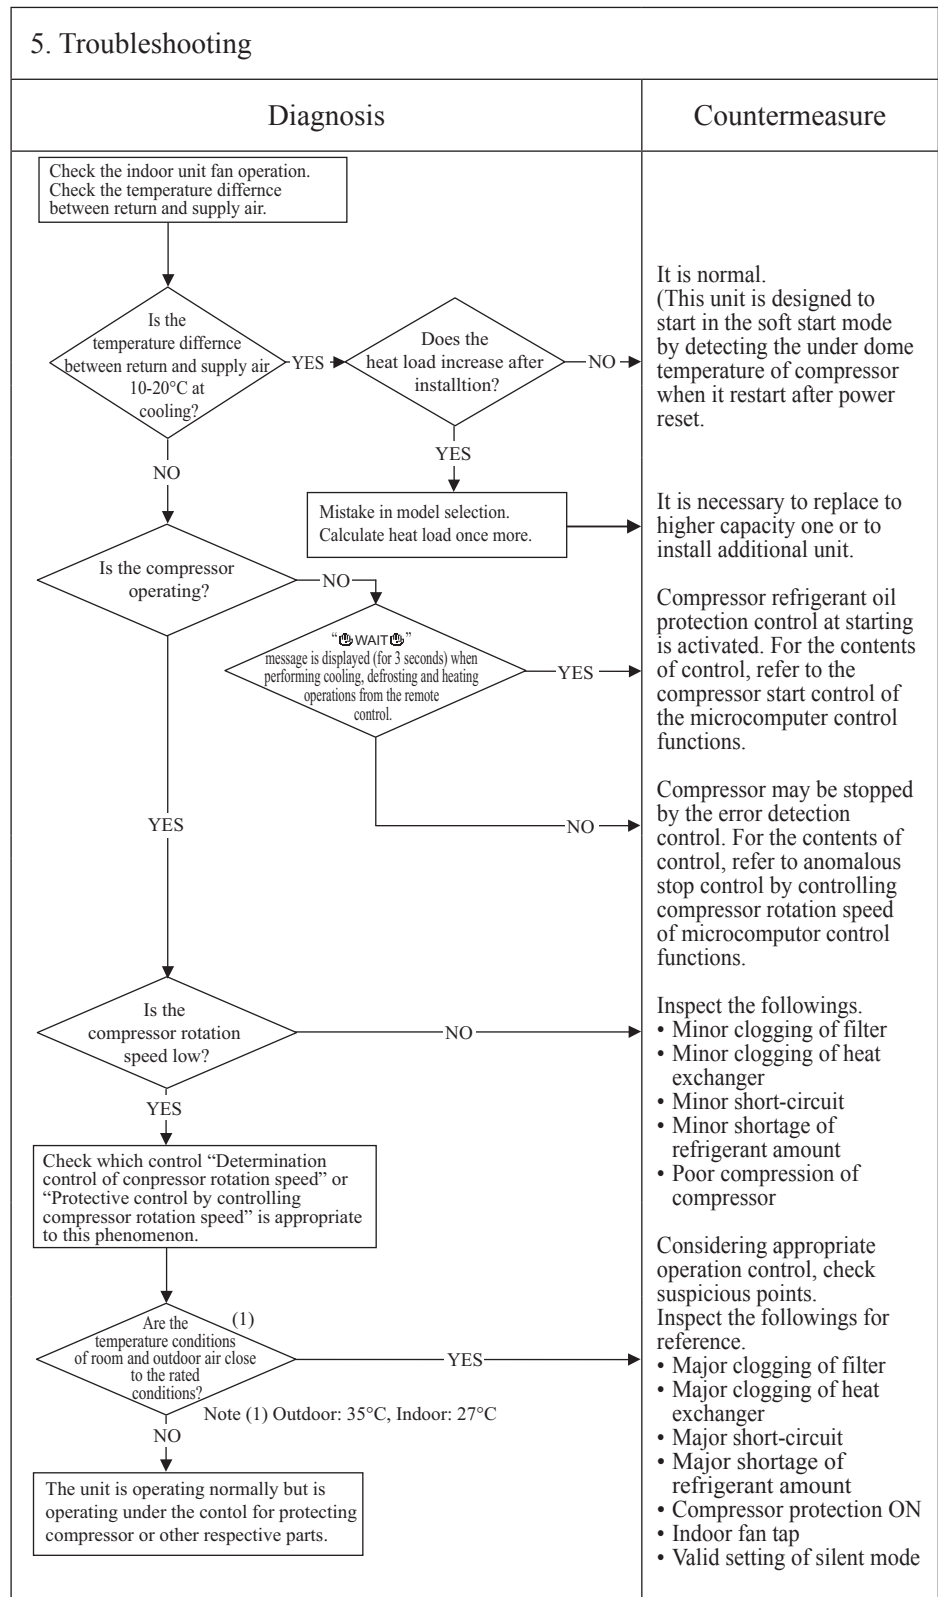 5. Troubleshooting
Diagnosis
Countermeasure
Check the indoor unit fan operation.
Check the temperature differnce
between return and supply air.
Is the
temperature differnce
between return and supply air
10-20°C at
cooling?
YES
Does the
heat load increase after
installtion?
NO
It is normal.
(This unit is designed to
start in the soft start mode
by detecting the under dome
temperature of compressor
when it restart after power
reset.
NO
YES
Mistake in model selection.
Calculate heat load once more.
It is necessary to replace to
higher capacity one or to
install additional unit.
Is the compressor
operating?
NO
“WAIT”
message is displayed (for 3 seconds) when
performing cooling, defrosting and heating
operations from the remote
control.
YES
Compressor refrigerant oil
protection control at starting
is activated. For the contents
of control, refer to the
compressor start control of
the microcomputer control
functions.
YES
NO
Compressor may be stopped
by the error detection
control. For the contents of
control, refer to anomalous
stop control by controlling
compressor rotation speed
of microcomputor control
functions.
Is the
compressor rotation
speed low?
NO
Inspect the followings.
• Minor clogging of filter
• Minor clogging of heat
exchanger
• Minor short-circuit
• Minor shortage of
refrigerant amount
• Poor compression of
compressor
YES
Check which control “Determination
control of conpressor rotation speed” or
“Protective control by controlling
compressor rotation speed” is appropriate
to this phenomenon.
(1)
Are the
temperature conditions
of room and outdoor air close
to the rated
conditions?
YES
Considering appropriate
operation control, check
suspicious points.
Inspect the followings for
reference.
• Major clogging of filter
• Major clogging of heat
exchanger
• Major short-circuit
• Major shortage of
refrigerant amount
• Compressor protection ON
• Indoor fan tap
• Valid setting of silent mode
Note (1) Outdoor: 35°C, Indoor: 27°C
NO
The unit is operating normally but is
operating under the contol for protecting
compressor or other respective parts.